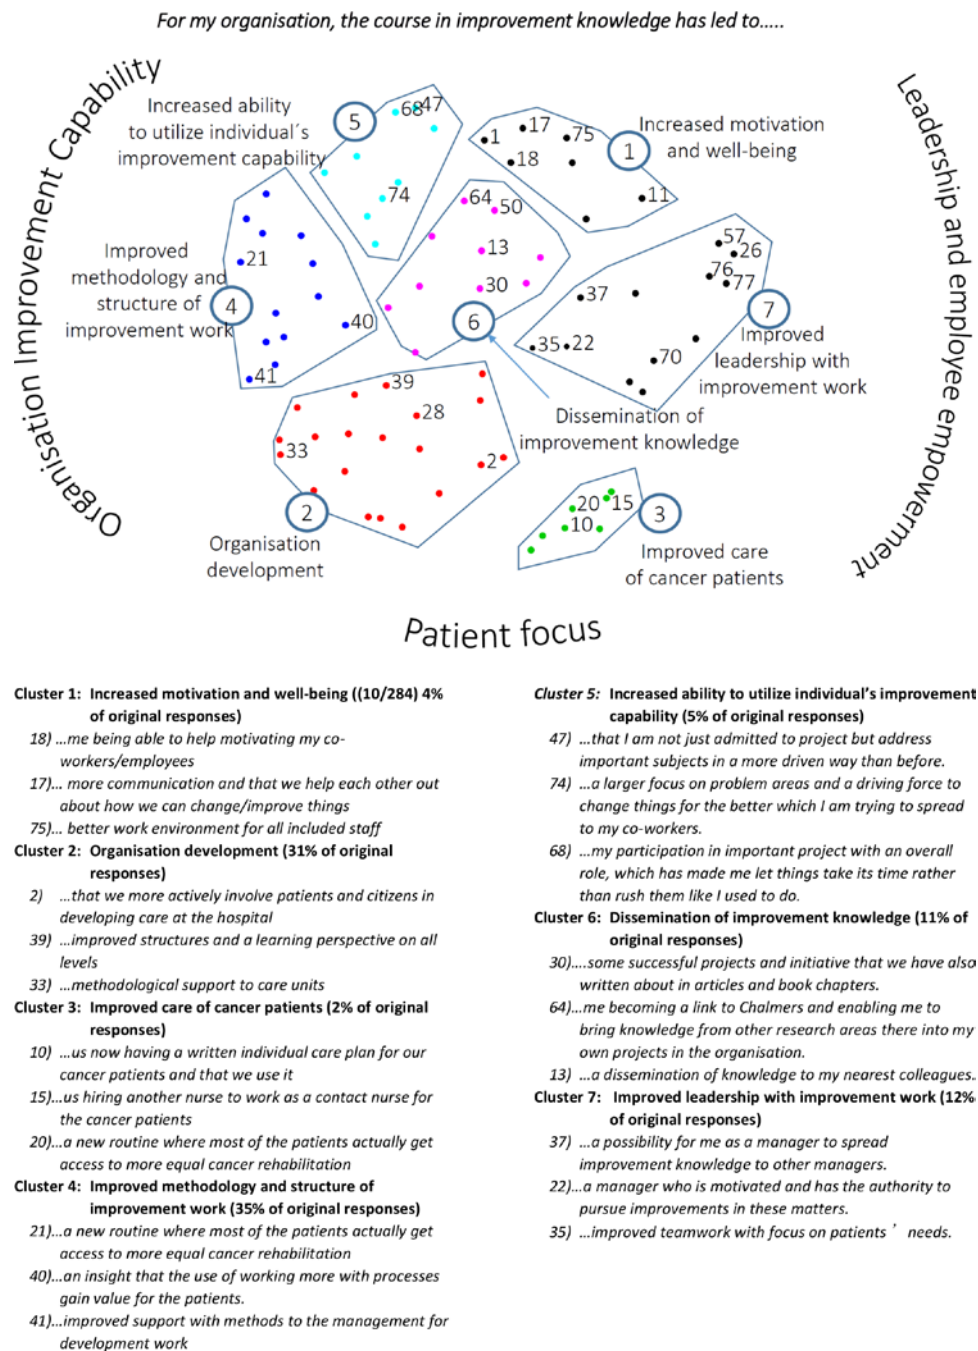 For my organisation, the course in improvement knowledge has led to.....
Organisation Improvement Capability
Leadership and employee empowerment
Increased ability
to utilize individual´s
improvement capability
5
68
47
74
1
17
75
18
11
1
Increased motivation
and well-being
Improved
methodology and
structure of
improvement work
4
21
40
41
64
50
13
30
6
57
26
76
77
37
35
22
70
7
Improved
leadership with
improvement work
Dissemination of
improvement knowledge
39
28
33
2
2
Organisation
development
20
15
10
3
Improved care
of cancer patients
Patient focus
Cluster 1: Increased motivation and well-being ((10/284) 4%
of original responses)
18) ...me being able to help motivating my co-
workers/employees
17)... more communication and that we help each other out
about how we can change/improve things
75)... better work environment for all included staff
Cluster 2: Organisation development (31% of original
responses)
2) ...that we more actively involve patients and citizens in
developing care at the hospital
39) ...improved structures and a learning perspective on all
levels
33) ...methodological support to care units
Cluster 3: Improved care of cancer patients (2% of original
responses)
10) ...us now having a written individual care plan for our
cancer patients and that we use it
15)...us hiring another nurse to work as a contact nurse for
the cancer patients
20)...a new routine where most of the patients actually get
access to more equal cancer rehabilitation
Cluster 4: Improved methodology and structure of
improvement work (35% of original responses)
21)...a new routine where most of the patients actually get
access to more equal cancer rehabilitation
40)...an insight that the use of working more with processes
gain value for the patients.
41)...improved support with methods to the management for
development work
Cluster 5: Increased ability to utilize individual's improvement
capability (5% of original responses)
47) ...that I am not just admitted to project but address
important subjects in a more driven way than before.
74) ...a larger focus on problem areas and a driving force to
change things for the better which I am trying to spread
to my co-workers.
68) ...my participation in important project with an overall
role, which has made me let things take its time rather
than rush them like I used to do.
Cluster 6: Dissemination of improvement knowledge (11% of
original responses)
30)....some successful projects and initiative that we have also
written about in articles and book chapters.
64)...me becoming a link to Chalmers and enabling me to
bring knowledge from other research areas there into my
own projects in the organisation.
13) ...a dissemination of knowledge to my nearest colleagues..
Cluster 7: Improved leadership with improvement work (12%
of original responses)
37) ...a possibility for me as a manager to spread
improvement knowledge to other managers.
22)...a manager who is motivated and has the authority to
pursue improvements in these matters.
35) ...improved teamwork with focus on patients ' needs.